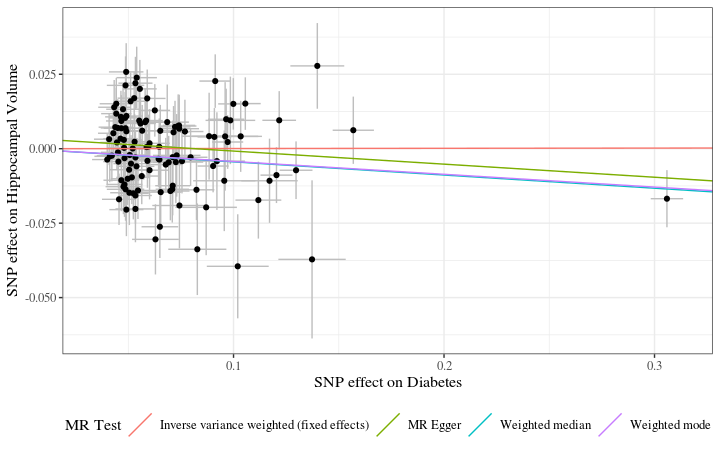 SNP effect on Hippocampal Volume
0.025
0.000
-0.025
-0.050
0.1
0.2
0.3
SNP effect on Diabetes
MR Test
Inverse variance weighted (fixed effects)
MR Egger
Weighted median
Weighted mode